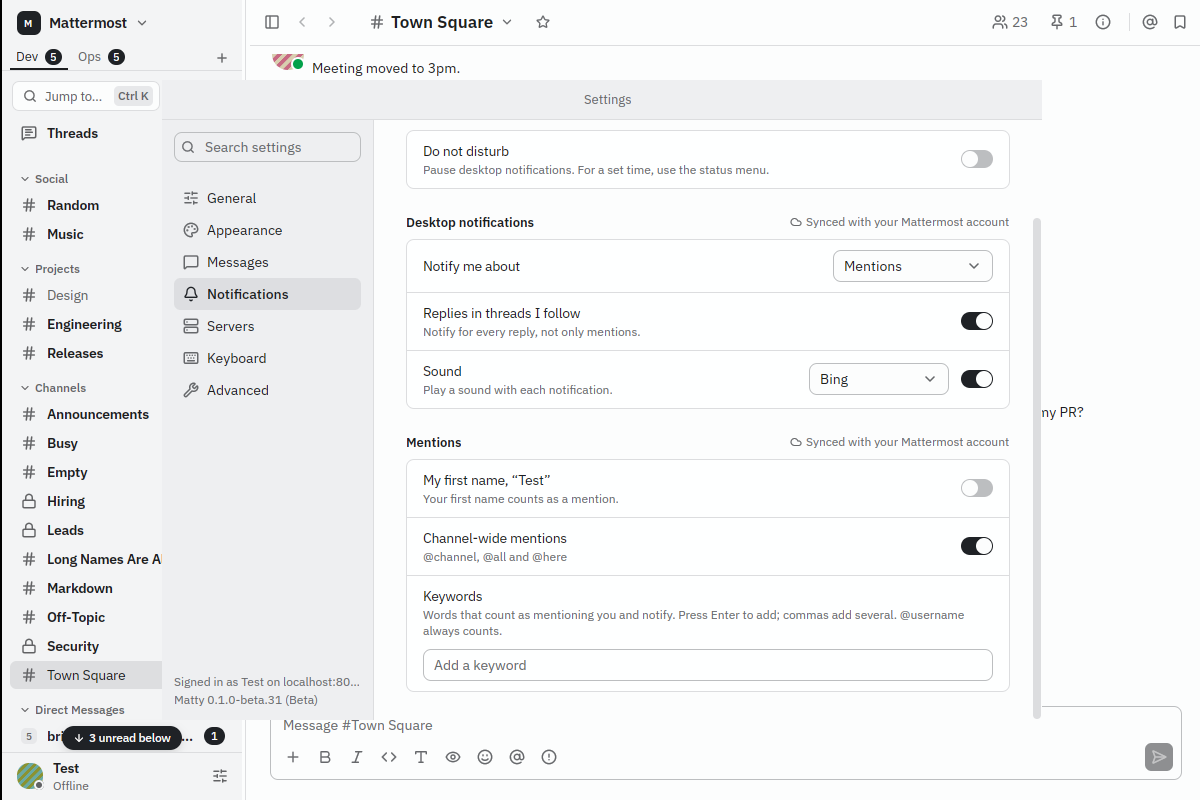 M Mattermost
Dev 5 Ops 5
Jump to... Ctrl K
Threads
Social
Random
Music
Projects
Design
Engineering
Releases
Channels
Announcements
Busy
Empty
Hiring
Leads
Long Names Are A
Markdown
Off-Topic
Security
Town Square
Direct Messages
5 bri ... 1
3 unread below
Test
Offline
Town Square
23
1
Meeting moved to 3pm.
my PR?
Message #Town Square
Settings
Search settings
General
Appearance
Messages
Notifications
Servers
Keyboard
Advanced
Signed in as Test on localhost:80...
Matty 0.1.0-beta.31 (Beta)
Do not disturb
Pause desktop notifications. For a set time, use the status menu.
Desktop notifications Synced with your Mattermost account
Notify me about Mentions
Replies in threads I follow
Notify for every reply, not only mentions.
Sound
Play a sound with each notification.
Bing
Mentions Synced with your Mattermost account
My first name, “Test”
Your first name counts as a mention.
Channel-wide mentions
@channel, @all and @here
Keywords
Words that count as mentioning you and notify. Press Enter to add; commas add several. @username
always counts.
Add a keyword